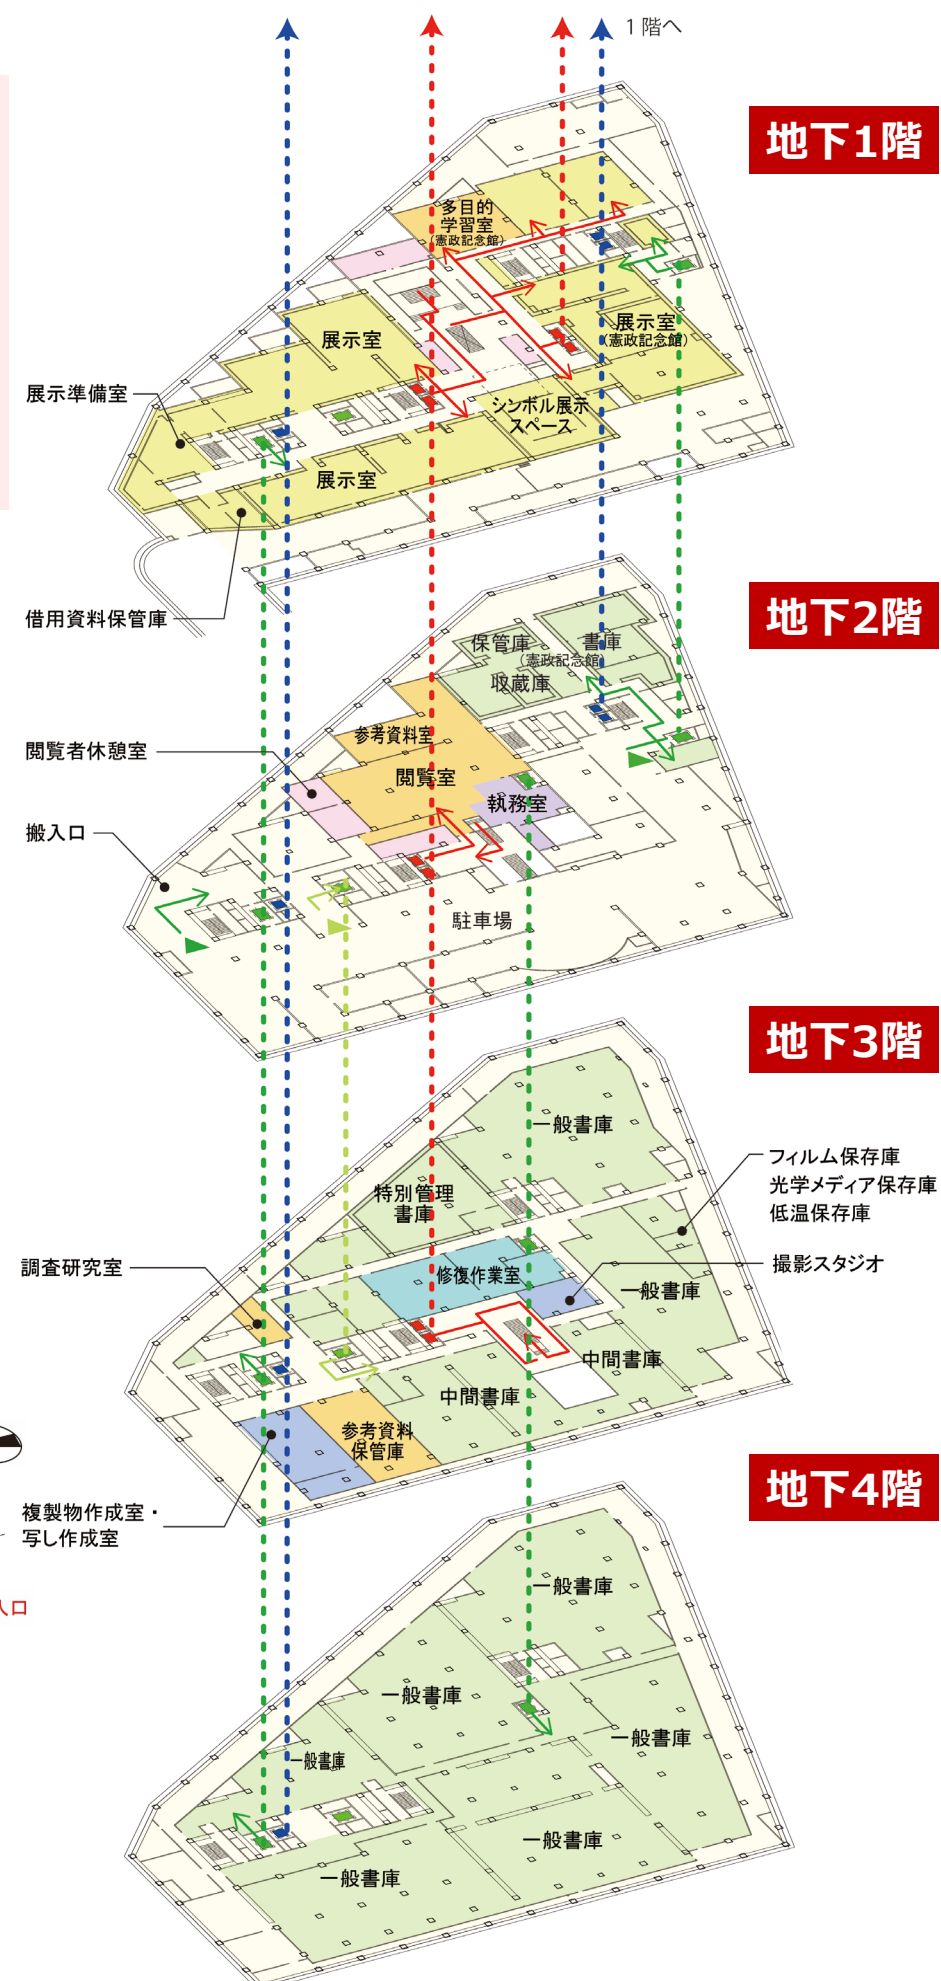 1階へ
地下1階
多目的
学習室
(憲政記念館)
展示室
展示室
(憲政記念館)
展示準備室
シンボル展示
スペース
展示室
借用資料保管庫
地下2階
保管庫
書庫
(憲政記念館)
収蔵庫
参考資料室
閲覧者休憩室
閲覧室
執務室
搬入口
駐車場
地下3階
一般書庫
フィルム保存庫
光学メディア保存庫
低温保存庫
特別管理
書庫
調査研究室
修復作業室
撮影スタジオ
一般書庫
中間書庫
中間書庫
参考資料
保管庫
複製物作成室・
写し作成室
地下4階
一般書庫
入口
一般書庫
一般書庫
一般書庫
一般書庫
一般書庫